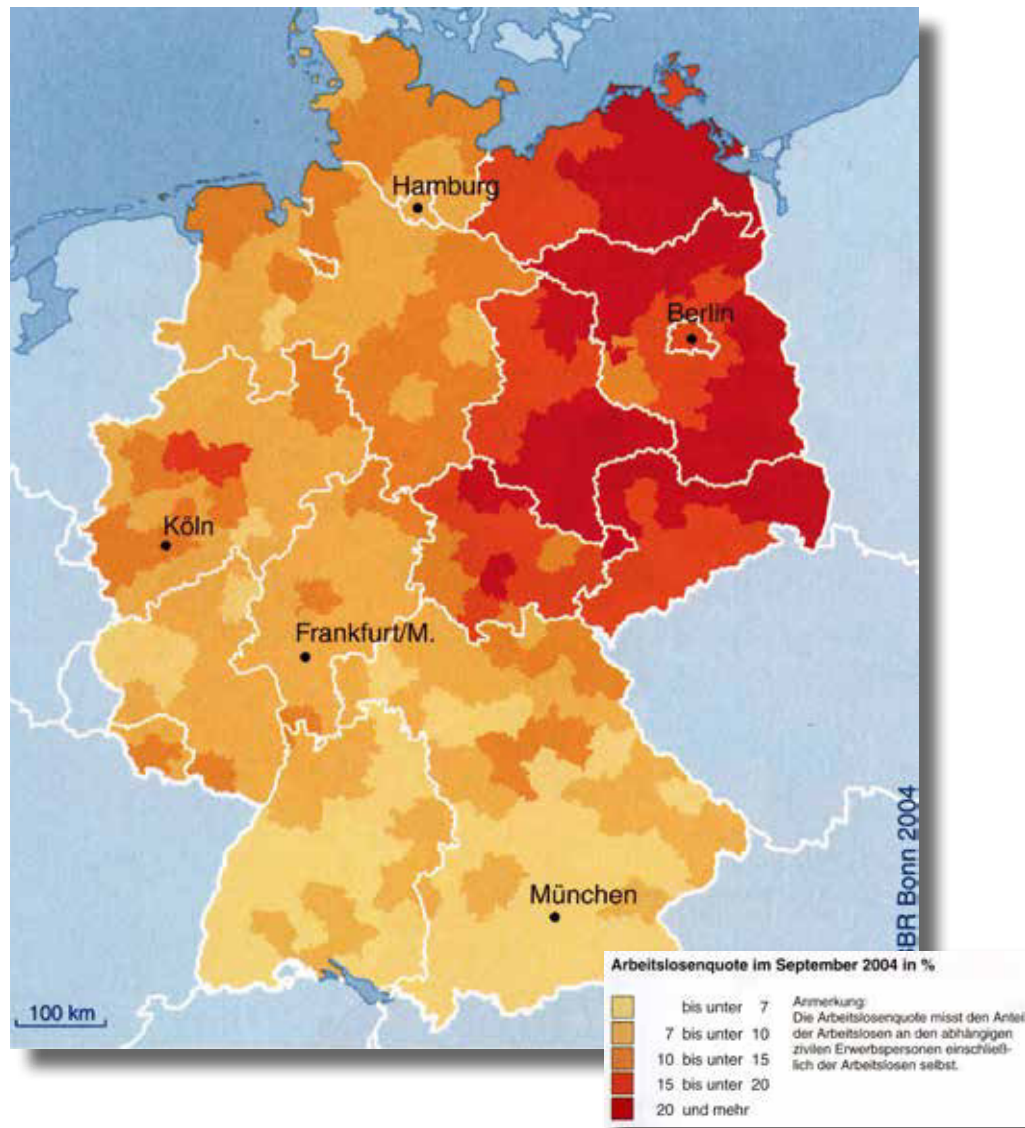 Hamburg
Berlin
Köln
Frankfurt/M.
München
100 km
BBR Bonn 2004
Arbeitslosenquote im September 2004 in %
bis unter 7
7 bis unter 10
10 bis unter 15
15 bis unter 20
20 und mehr
Anmerkung:
Die Arbeitslosenquote misst den Anteil
der Arbeitslosen an den abhängigen
zivilen Erwerbspersonen einschließ-
lich der Arbeitslosen selbst.